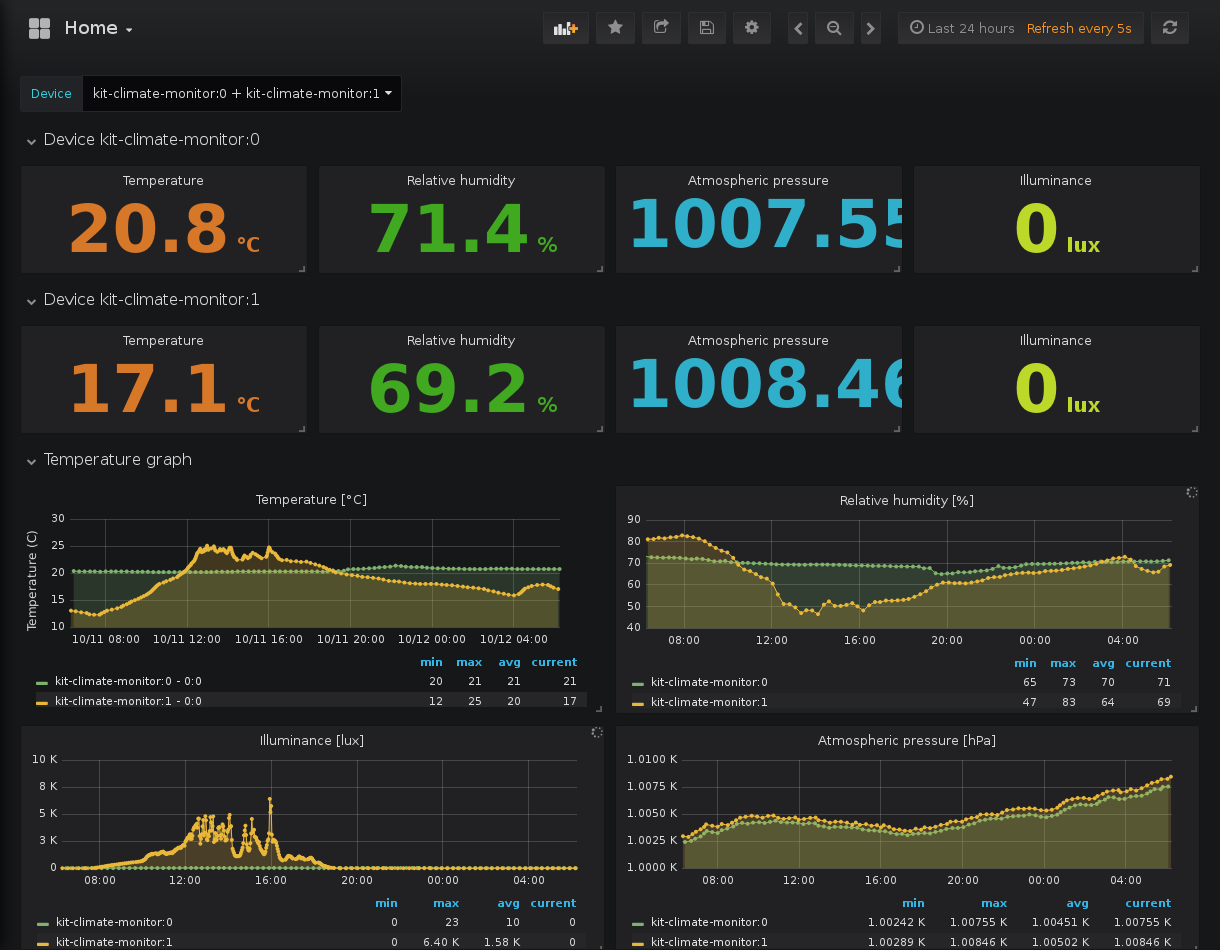 Home
Last 24 hours Refresh every 5s
Device kit-climate-monitor:0 + kit-climate-monitor:1
Device kit-climate-monitor:0
Temperature Relative humidity Atmospheric pressure Illuminance
20.8 °C 71.4 % 1007.55 0 lux
Device kit-climate-monitor:1
Temperature Relative humidity Atmospheric pressure Illuminance
17.1 °C 69.2 % 1008.46 0 lux
Temperature graph
Temperature [°C]
Temperature (C)
30
25
20
15
10
10/11 08:00 10/11 12:00 10/11 16:00 10/11 20:00 10/12 00:00 10/12 04:00
min max avg current
kit-climate-monitor:0 - 0:0 20 21 21 21
kit-climate-monitor:1 - 0:0 12 25 20 17
Relative humidity [%]
90
80
70
60
50
40
08:00 12:00 16:00 20:00 00:00 04:00
min max avg current
kit-climate-monitor:0 65 73 70 71
kit-climate-monitor:1 47 83 64 69
Illuminance [lux]
10 K
8 K
5 K
3 K
0
08:00 12:00 16:00 20:00 00:00 04:00
min max avg current
kit-climate-monitor:0 0 23 10 0
kit-climate-monitor:1 0 6.40 K 1.58 K 0
Atmospheric pressure [hPa]
1.0100 K
1.0075 K
1.0050 K
1.0025 K
1.0000 K
08:00 12:00 16:00 20:00 00:00 04:00
min max avg current
kit-climate-monitor:0 1.00242 K 1.00755 K 1.00451 K 1.00755 K
kit-climate-monitor:1 1.00289 K 1.00846 K 1.00502 K 1.00846 K